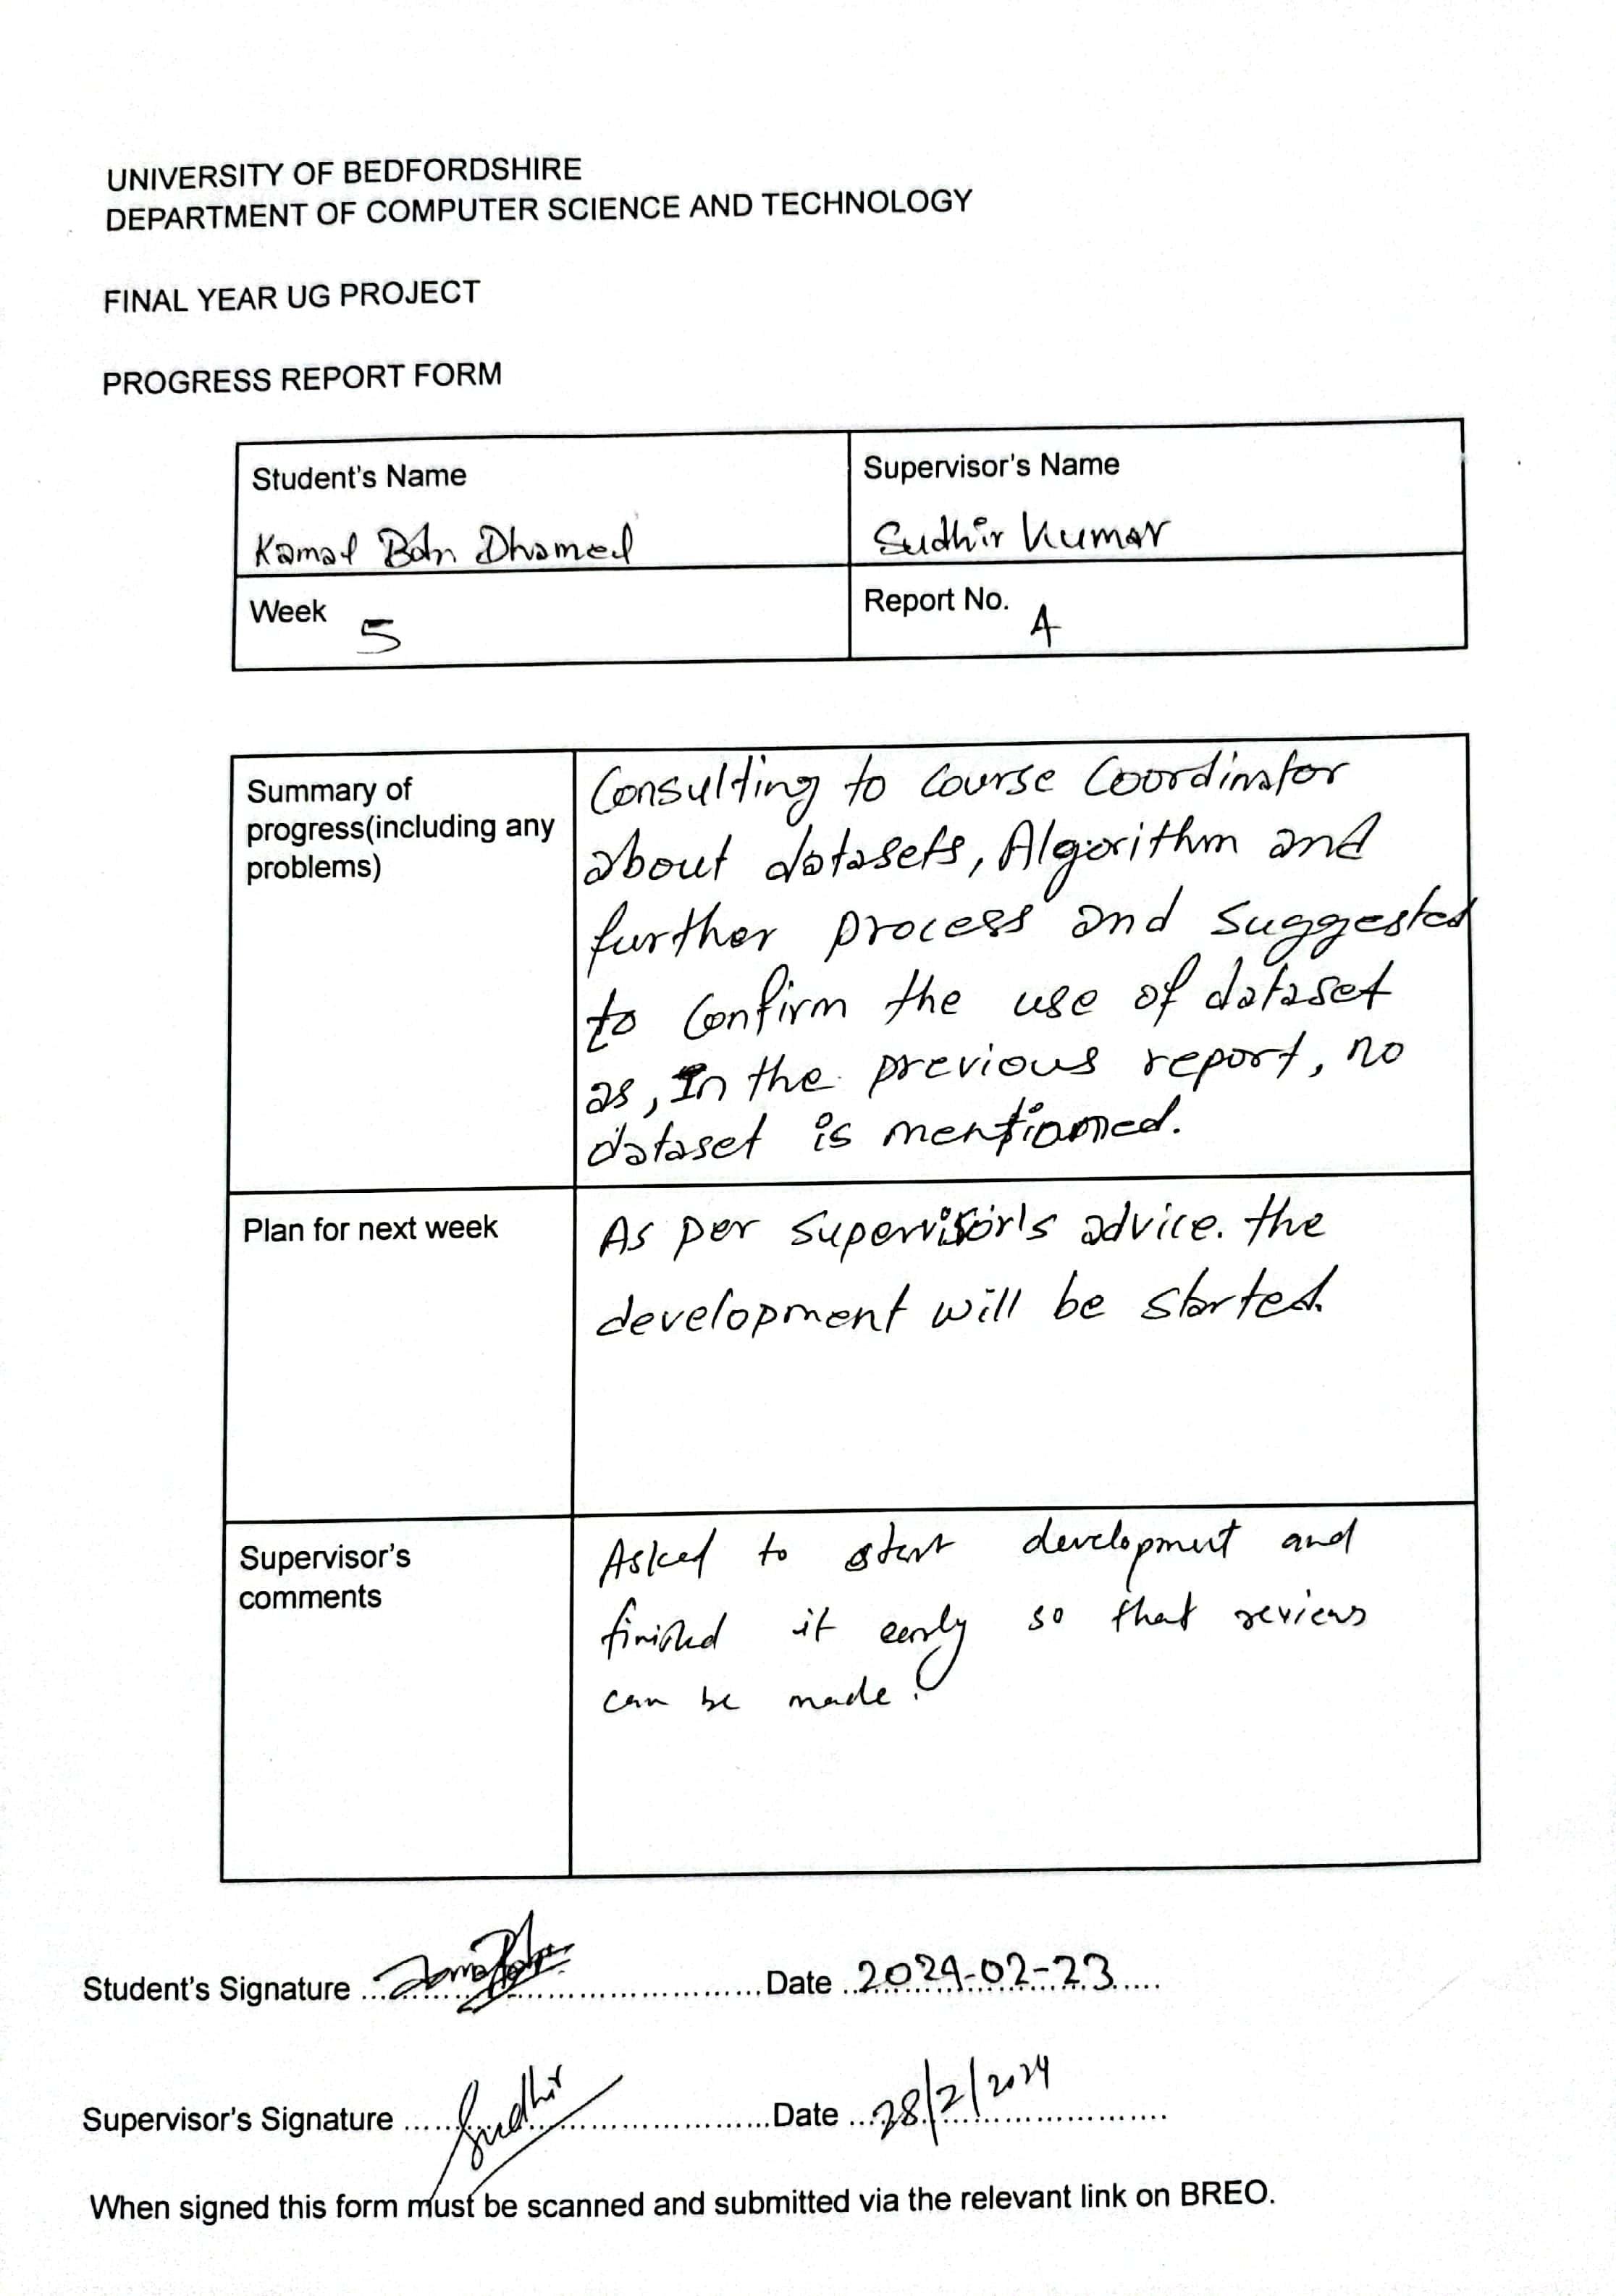 UNIVERSITY OF BEDFORDSHIRE
DEPARTMENT OF COMPUTER SCIENCE AND TECHNOLOGY
FINAL YEAR UG PROJECT
PROGRESS REPORT FORM
Student's Name
Kamal Bdn Dhamed
Supervisor's Name
Sudhir Kumar
Week 5
Report No. 4
Summary of
progress(including any
problems)
Consulting to Course Coordinator
about datasets, Algorithm and
further process and suggested
to Confirm the use of dataset
as, In the previous report, no
dataset is mentioned.
Plan for next week
As per supervisor's advice. the
development will be started.
Supervisor's
comments
Asked to start development and
finished it early so that reviews
can be made.
Student's Signature .................... Date 2024-02-23
Supervisor's Signature Sudhir .................... Date 28/2/2024
When signed this form must be scanned and submitted via the relevant link on BREO.